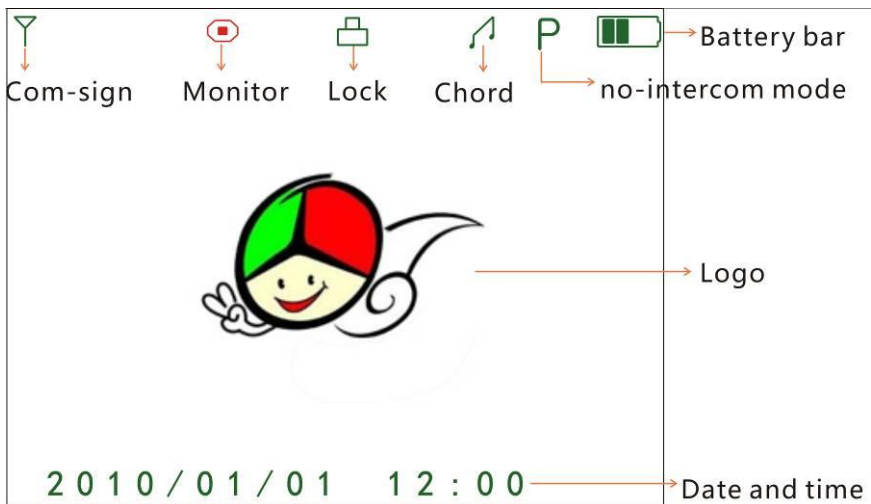 P
Battery bar
Com-sign Monitor Lock Chord no-intercom mode
Logo
2010/01/01 12:00
Date and time